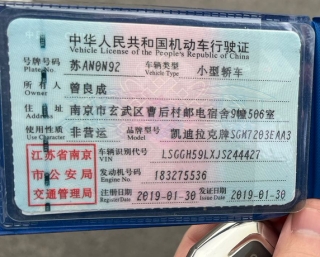 中华人民共和国机动车行驶证
Vehicle License of the People's Republic of China
号牌号码 苏AN0N92 车辆类型 小型轿车
Plate No. Vehicle Type
所有人 曾良成
Owner
住址 南京市玄武区曹后村邮电宿舍9幢506室
Address
使用性质 非营运 品牌型号 凯迪拉克牌SGM7203EAA3
Use Character Model
江苏省南京 车辆识别代号 LSGGH59LXJS244427
VIN
市公安局 发动机号码 183275536
Engine No.
交通管理局 注册日期 2019-01-30 发证日期 2019-01-30
Register Date Issue Date